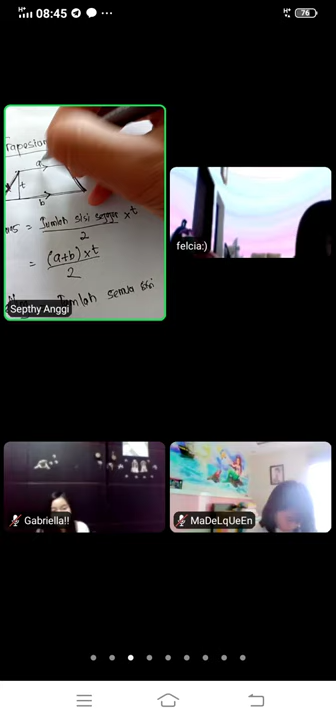 08:45
76
Trapesium
a
t
b
= Jumlah sisi sejajar x t
2
= (a+b) x t
2
Jumlah semua sisi
Septhy Anggi
felcia:)
Gabriella!!
MaDeLqUeEn